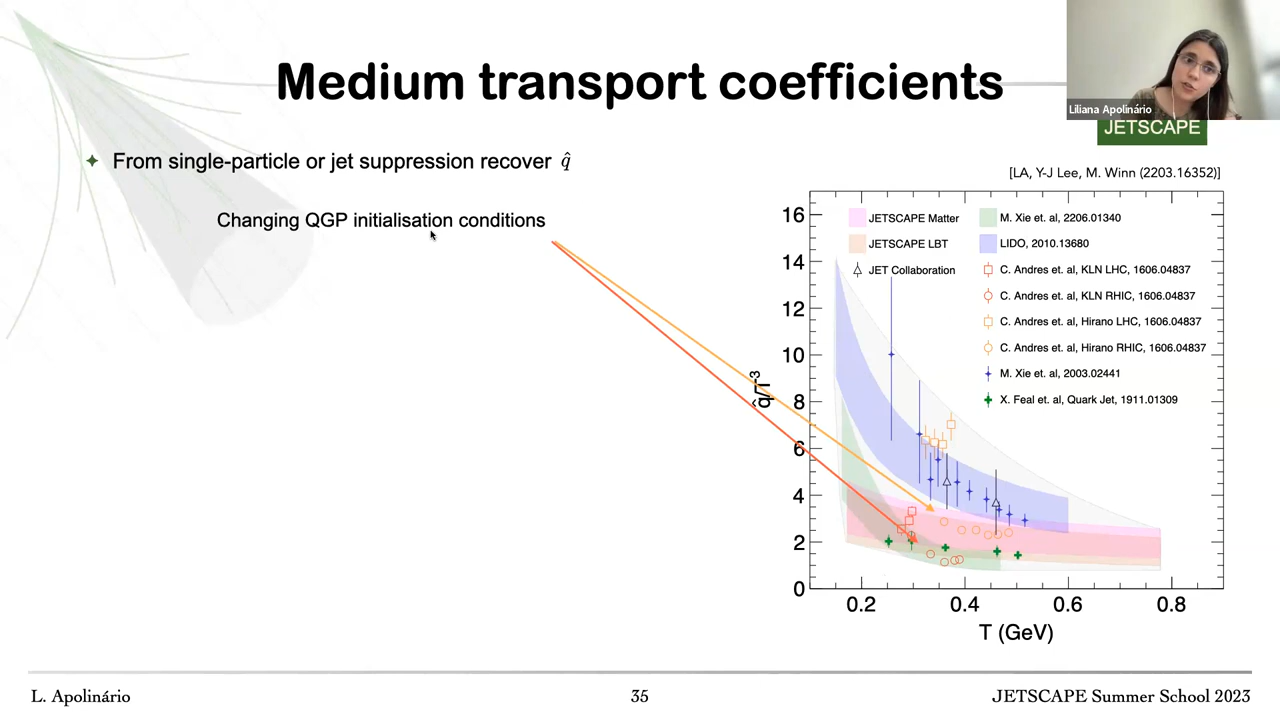 Medium transport coefficients
Liliana Apolinário
JETSCAPE
From single-particle or jet suppression recover q̂
Changing QGP initialisation conditions
[LA, Y-J Lee, M. Winn (2203.16352)]
JETSCAPE Matter
JETSCAPE LBT
JET Collaboration
M. Xie et. al, 2206.01340
LIDO, 2010.13680
C. Andres et. al, KLN LHC, 1606.04837
C. Andres et. al, KLN RHIC, 1606.04837
C. Andres et. al, Hirano LHC, 1606.04837
C. Andres et. al, Hirano RHIC, 1606.04837
M. Xie et. al, 2003.02441
X. Feal et. al, Quark Jet, 1911.01309
q̂/T³
16
14
12
10
8
6
4
2
0
0.2 0.4 0.6 0.8
T (GeV)
L. Apolinário
35
JETSCAPE Summer School 2023